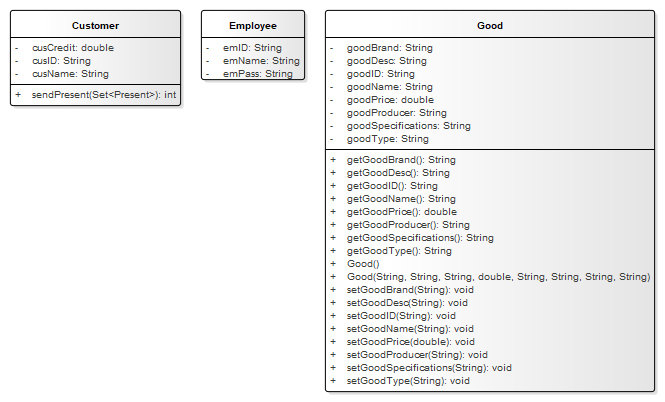 Customer
- cusCredit: double
- cusID: String
- cusName: String
+ sendPresent(Set<Present>): int
Employee
- emID: String
- emName: String
- emPass: String
Good
- goodBrand: String
- goodDesc: String
- goodID: String
- goodName: String
- goodPrice: double
- goodProducer: String
- goodSpecifications: String
- goodType: String
+ getGoodBrand(): String
+ getGoodDesc(): String
+ getGoodID(): String
+ getGoodName(): String
+ getGoodPrice(): double
+ getGoodProducer(): String
+ getGoodSpecifications(): String
+ getGoodType(): String
+ Good()
+ Good(String, String, String, double, String, String, String, String)
+ setGoodBrand(String): void
+ setGoodDesc(String): void
+ setGoodID(String): void
+ setGoodName(String): void
+ setGoodPrice(double): void
+ setGoodProducer(String): void
+ setGoodSpecifications(String): void
+ setGoodType(String): void